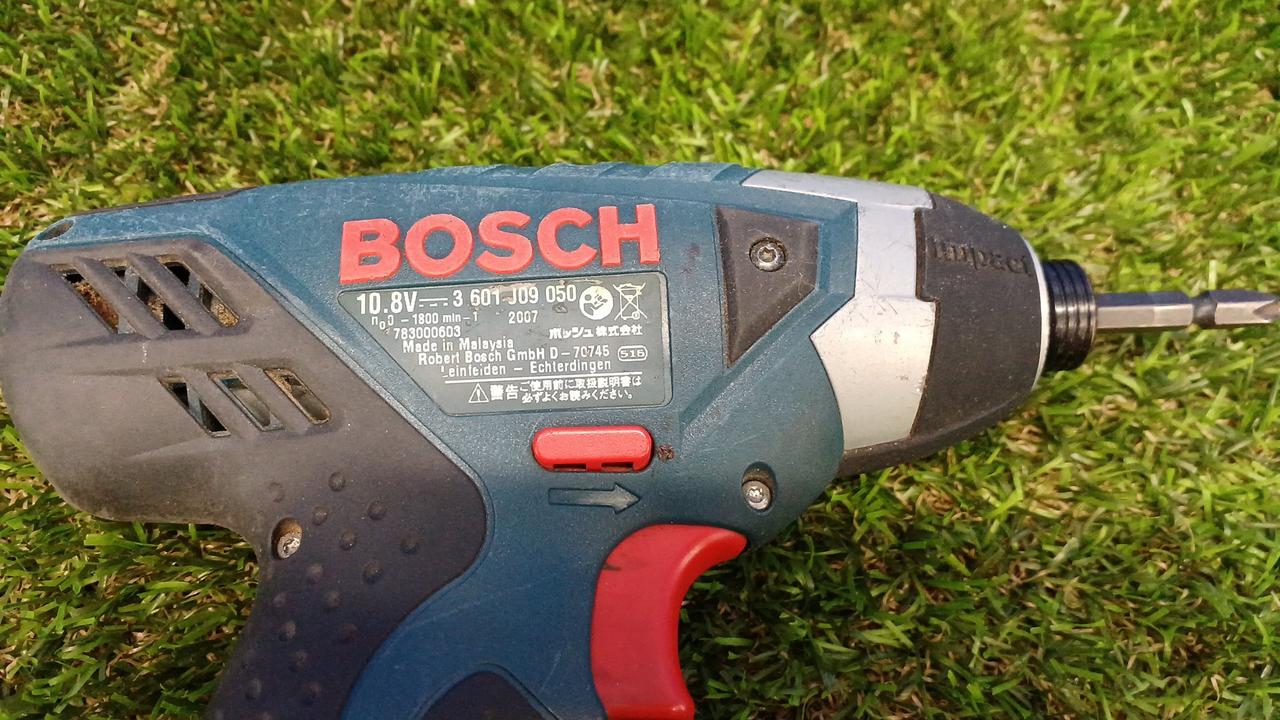 BOSCH
10.8V⎓ 3 601 J09 050
n₀0 - 1800 min-1 2007
783000603 ボッシュ株式会社
Made in Malaysia
Robert Bosch GmbH D-70745 516
Leinfelden - Echterdingen
⚠警告 ご使用前に取扱説明書は
必ずよくお読みください。
Impact